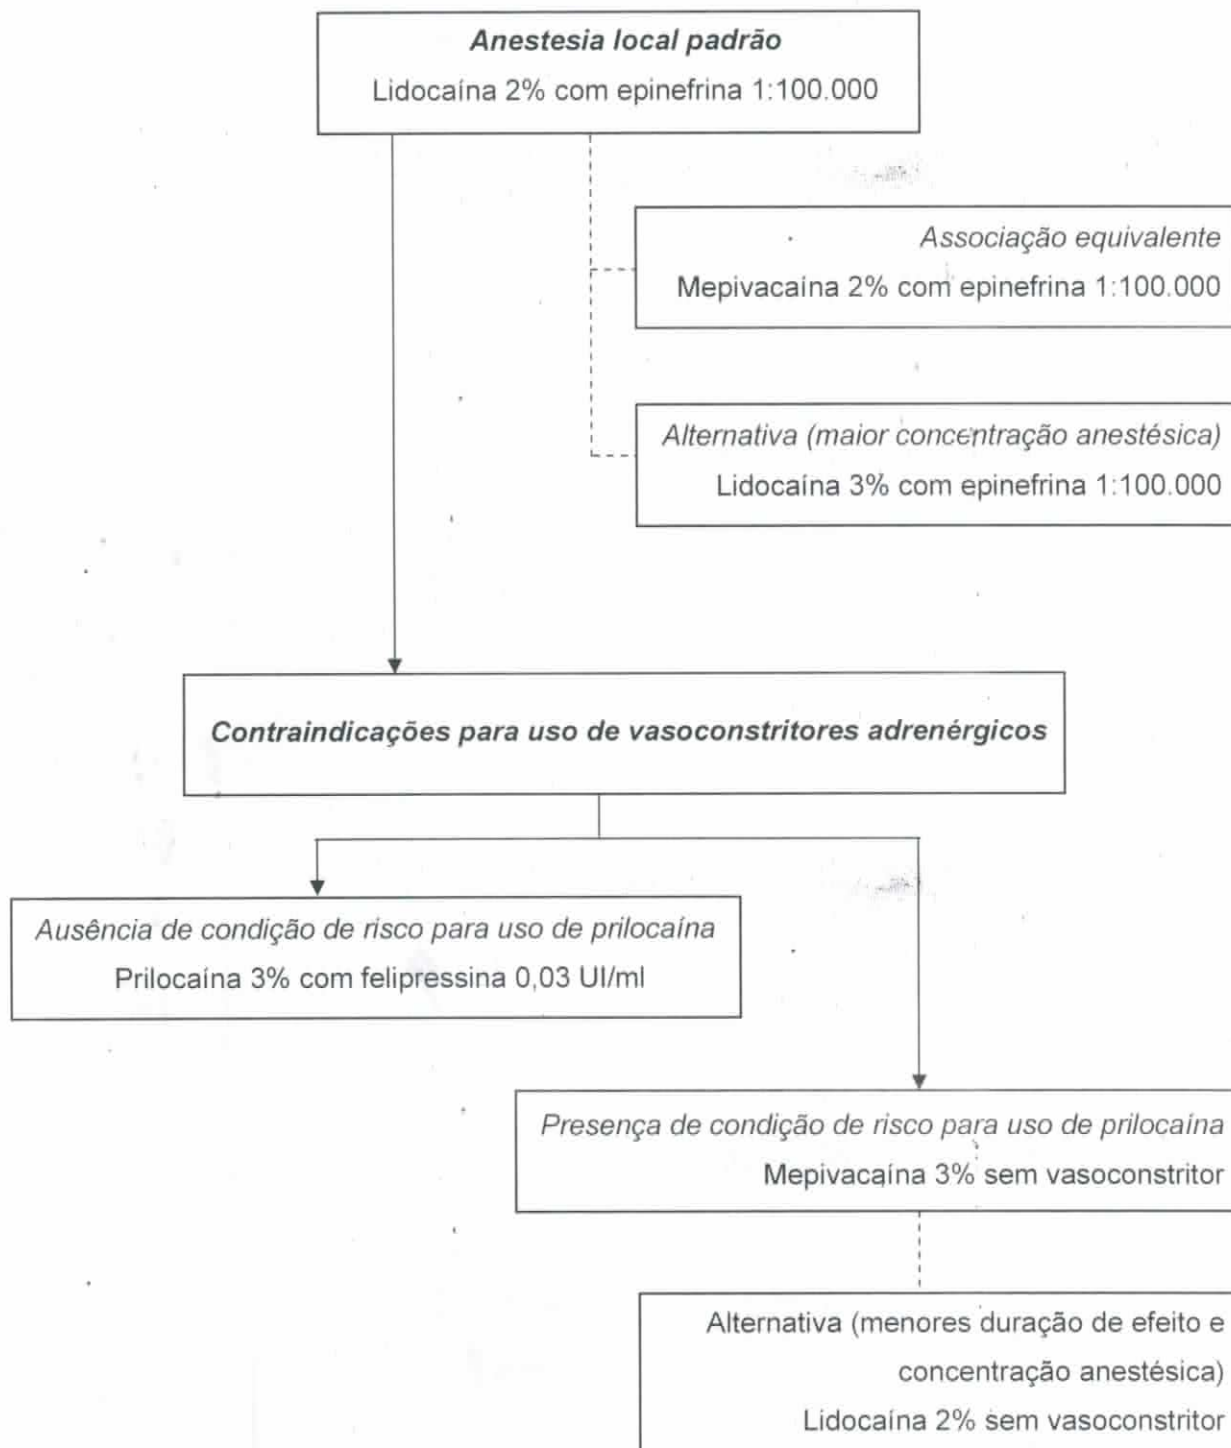 Anestesia local padrão
Lidocaína 2% com epinefrina 1:100.000
Associação equivalente
Mepivacaína 2% com epinefrina 1:100.000
Alternativa (maior concentração anestésica)
Lidocaína 3% com epinefrina 1:100.000
Contraindicações para uso de vasoconstritores adrenérgicos
Ausência de condição de risco para uso de prilocaína
Prilocaína 3% com felipressina 0,03 UI/ml
Presença de condição de risco para uso de prilocaína
Mepivacaína 3% sem vasoconstritor
Alternativa (menores duração de efeito e
concentração anestésica)
Lidocaína 2% sem vasoconstritor